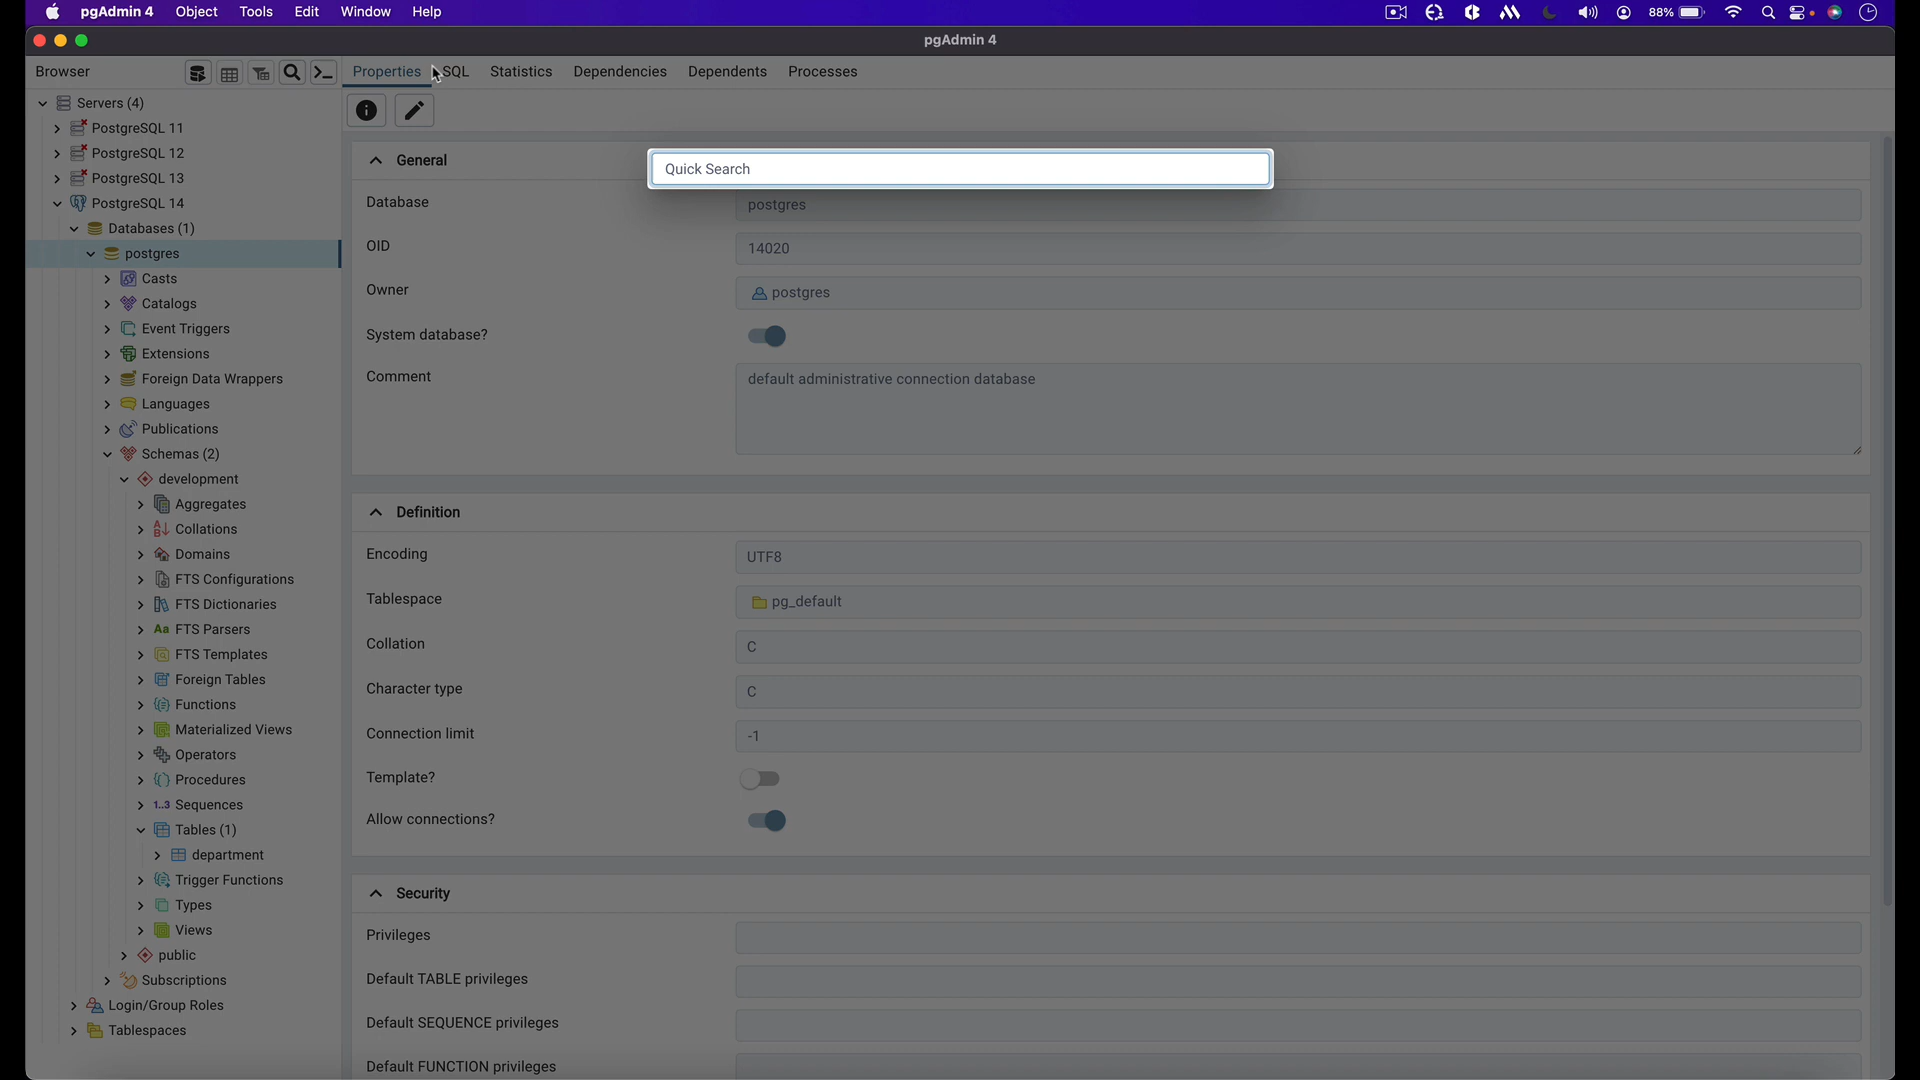 pgAdmin 4 Object Tools Edit Window Help 88%
pgAdmin 4
Browser Properties SQL Statistics Dependencies Dependents Processes
Servers (4)
PostgreSQL 11
PostgreSQL 12
PostgreSQL 13
PostgreSQL 14
Databases (1)
postgres
Casts
Catalogs
Event Triggers
Extensions
Foreign Data Wrappers
Languages
Publications
Schemas (2)
development
Aggregates
Collations
Domains
FTS Configurations
FTS Dictionaries
FTS Parsers
FTS Templates
Foreign Tables
Functions
Materialized Views
Operators
Procedures
1..3 Sequences
Tables (1)
department
Trigger Functions
Types
Views
public
Subscriptions
Login/Group Roles
Tablespaces
Quick Search
General
Database postgres
OID 14020
Owner postgres
System database?
Comment default administrative connection database
Definition
Encoding UTF8
Tablespace pg_default
Collation C
Character type C
Connection limit -1
Template?
Allow connections?
Security
Privileges
Default TABLE privileges
Default SEQUENCE privileges
Default FUNCTION privileges